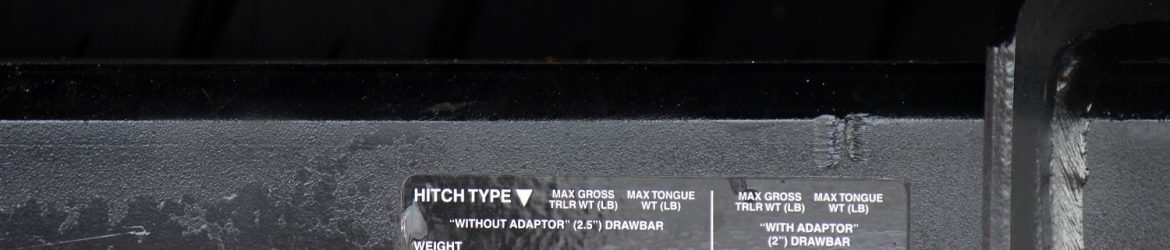 HITCH TYPE ▼ MAX GROSS TRLR WT (LB) MAX TONGUE WT (LB)
"WITHOUT ADAPTOR" (2.5") DRAWBAR
WEIGHT
MAX GROSS TRLR WT (LB) MAX TONGUE WT (LB)
"WITH ADAPTOR"
(2") DRAWBAR